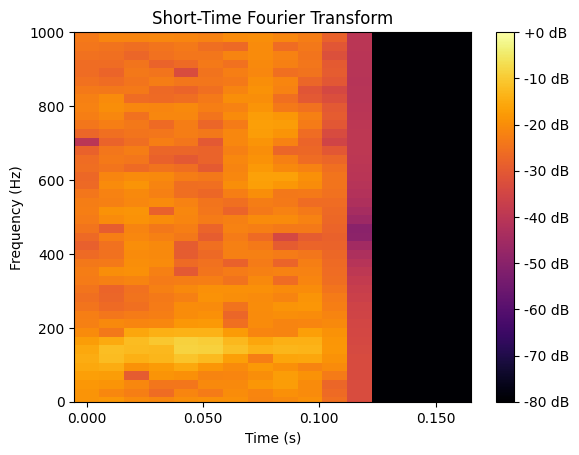 Short-Time Fourier Transform
Frequency (Hz)
1000
800
600
400
200
0
0.000
0.050
0.100
0.150
Time (s)
+0 dB
-10 dB
-20 dB
-30 dB
-40 dB
-50 dB
-60 dB
-70 dB
-80 dB